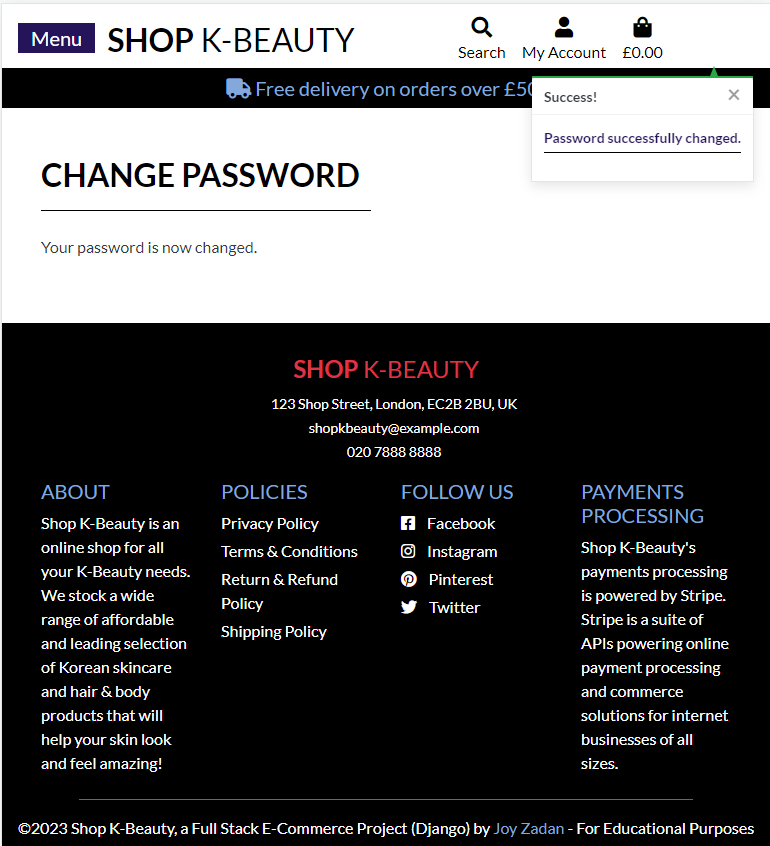 Menu
SHOP K-BEAUTY
Search
My Account
£0.00
Free delivery on orders over £50
Success!
×
Password successfully changed.
CHANGE PASSWORD
Your password is now changed.
SHOP K-BEAUTY
123 Shop Street, London, EC2B 2BU, UK
shopkbeauty@example.com
020 7888 8888
ABOUT
Shop K-Beauty is an
online shop for all
your K-Beauty needs.
We stock a wide
range of affordable
and leading selection
of Korean skincare
and hair & body
products that will
help your skin look
and feel amazing!
POLICIES
Privacy Policy
Terms & Conditions
Return & Refund
Policy
Shipping Policy
FOLLOW US
Facebook
Instagram
Pinterest
Twitter
PAYMENTS
PROCESSING
Shop K-Beauty's
payments processing
is powered by Stripe.
Stripe is a suite of
APIs powering online
payment processing
and commerce
solutions for internet
businesses of all
sizes.
©2023 Shop K-Beauty, a Full Stack E-Commerce Project (Django) by Joy Zadan - For Educational Purposes